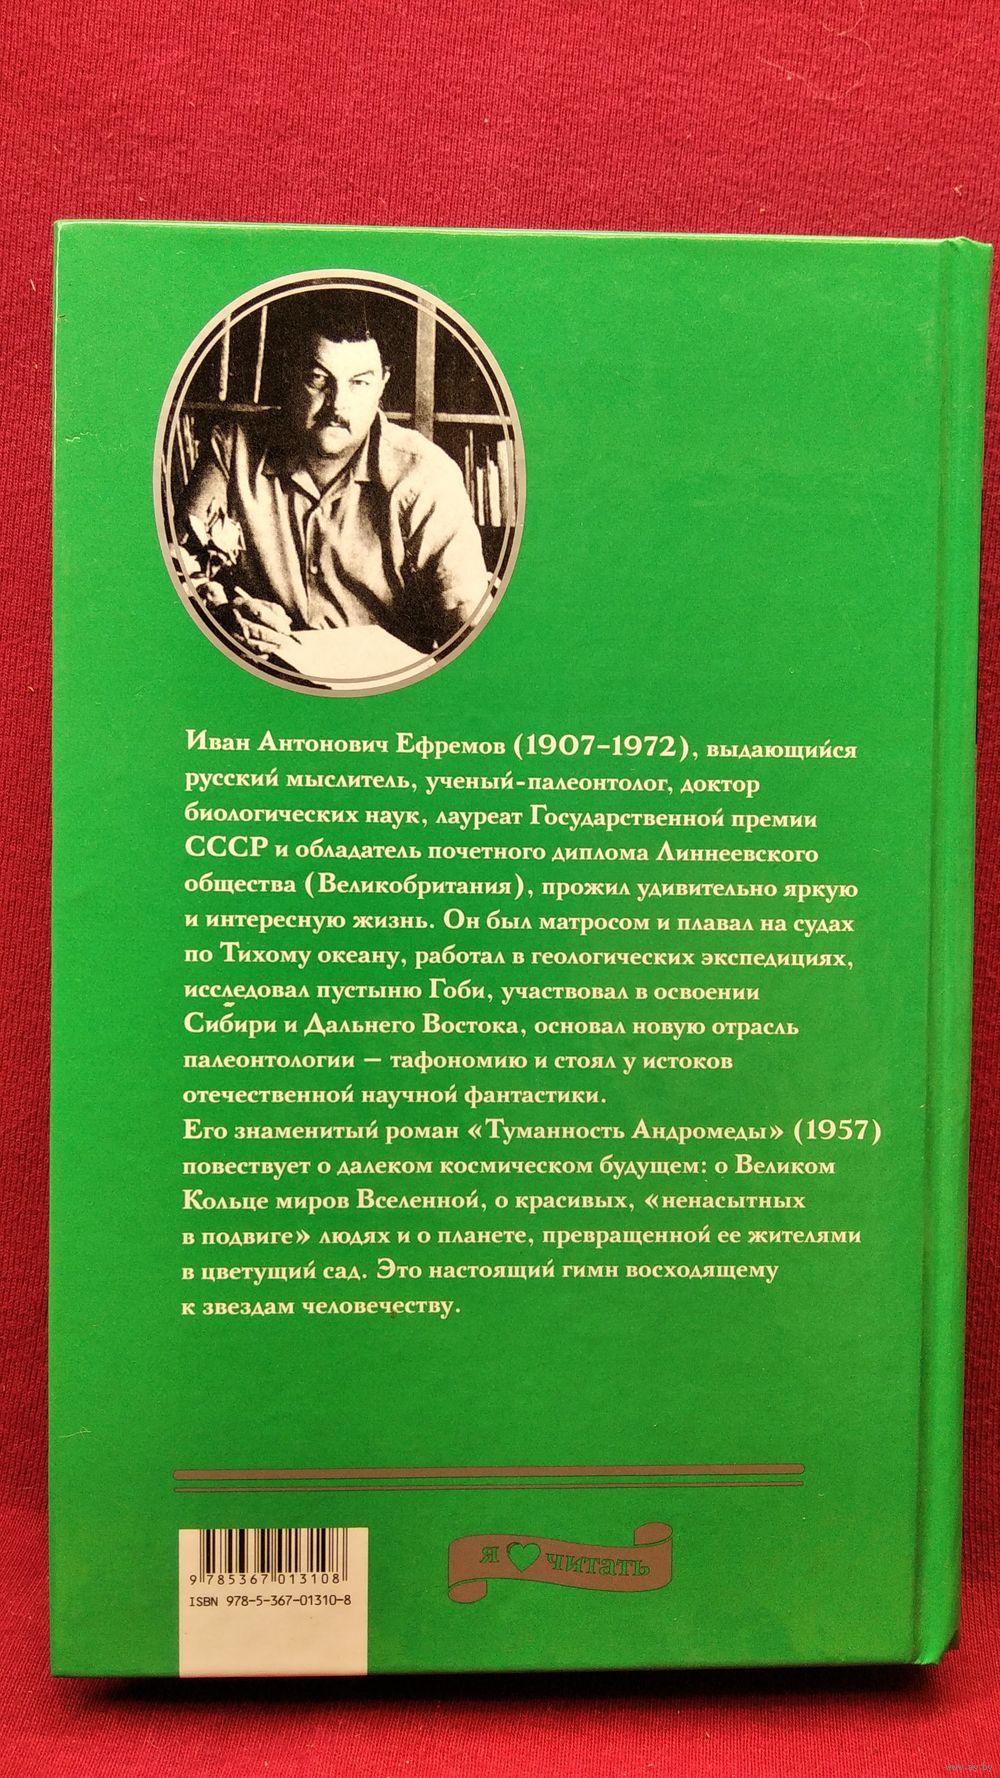 Иван Антонович Ефремов (1907–1972), выдающийся
русский мыслитель, ученый-палеонтолог, доктор
биологических наук, лауреат Государственной премии
СССР и обладатель почетного диплома Линнеевского
общества (Великобритания), прожил удивительно яркую
и интересную жизнь. Он был матросом и плавал на судах
по Тихому океану, работал в геологических экспедициях,
исследовал пустыню Гоби, участвовал в освоении
Сибири и Дальнего Востока, основал новую отрасль
палеонтологии – тафономию и стоял у истоков
отечественной научной фантастики.
Его знаменитый роман «Туманность Андромеды» (1957)
повествует о далеком космическом будущем: о Великом
Кольце миров Вселенной, о красивых, «ненасытных
в подвиге» людях и о планете, превращенной ее жителями
в цветущий сад. Это настоящий гимн восходящему
к звездам человечеству.
я читать
9 785367 013108
ISBN 978-5-367-01310-8